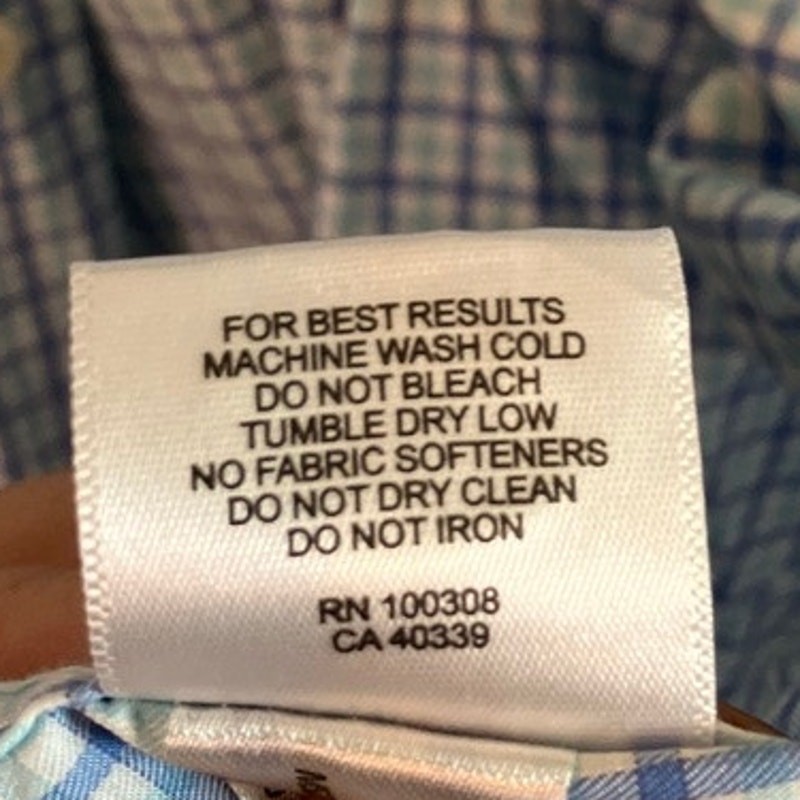 FOR BEST RESULTS
MACHINE WASH COLD
DO NOT BLEACH
TUMBLE DRY LOW
NO FABRIC SOFTENERS
DO NOT DRY CLEAN
DO NOT IRON
RN 100308
CA 40339